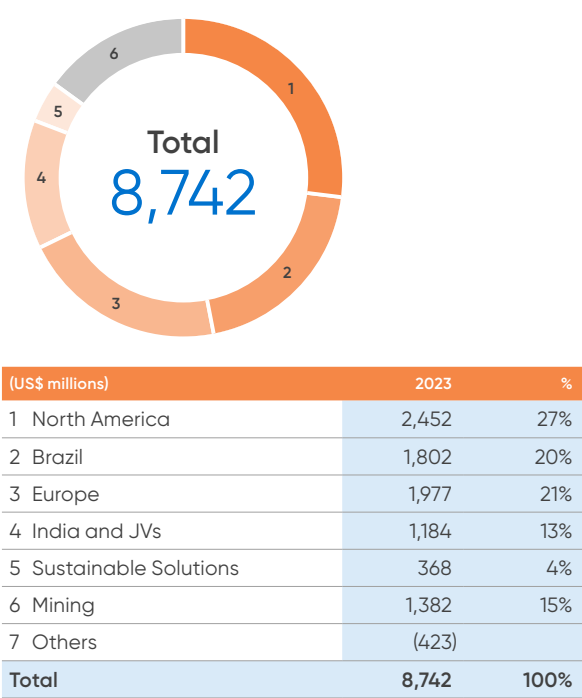 6
1
5
Total
4
8,742
2
3
(US$ millions) 2023 %
1 North America 2,452 27%
2 Brazil 1,802 20%
3 Europe 1,977 21%
4 India and JVs 1,184 13%
5 Sustainable Solutions 368 4%
6 Mining 1,382 15%
7 Others (423)
Total 8,742 100%